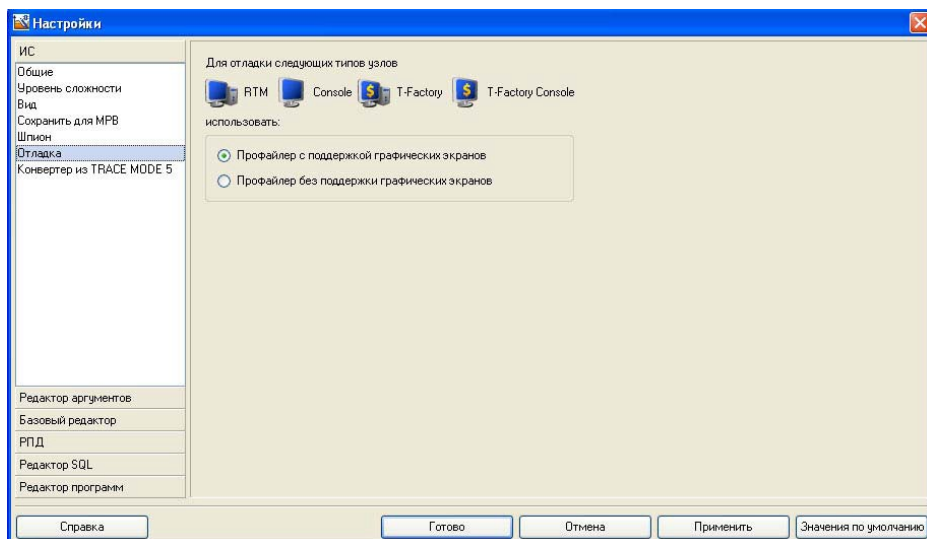 Настройки
ИС
Общие
Уровень сложности
Вид
Сохранить для МРВ
Шпион
Отладка
Конвертер из TRACE MODE 5
Редактор аргументов
Базовый редактор
РПД
Редактор SQL
Редактор программ
Для отладки следующих типов узлов
RTM Console T-Factory T-Factory Console
использовать:
Профайлер с поддержкой графических экранов
Профайлер без поддержки графических экранов
Справка Готово Отмена Применить Значения по умолчанию